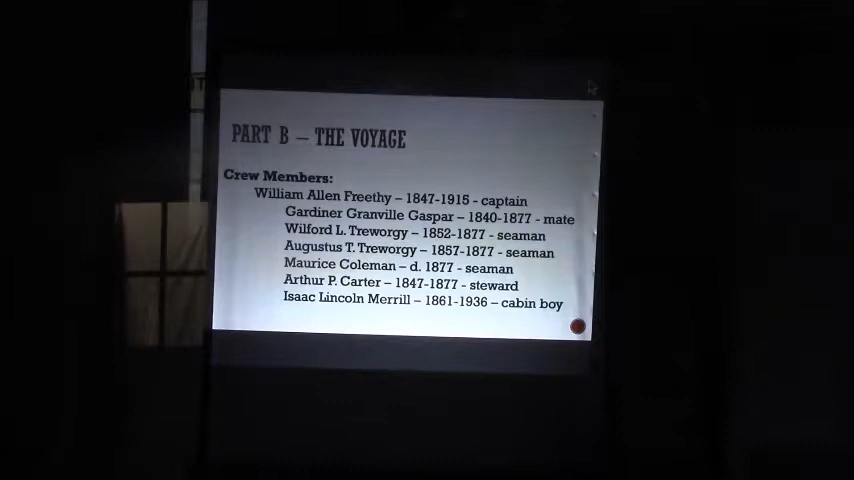 PART B – THE VOYAGE
Crew Members:
William Allen Freethy – 1847-1915 - captain
Gardiner Granville Gaspar – 1840-1877 - mate
Wilford L. Treworgy – 1852-1877 - seaman
Augustus T. Treworgy – 1857-1877 - seaman
Maurice Coleman – d. 1877 - seaman
Arthur P. Carter – 1847-1877 - steward
Isaac Lincoln Merrill – 1861-1936 – cabin boy